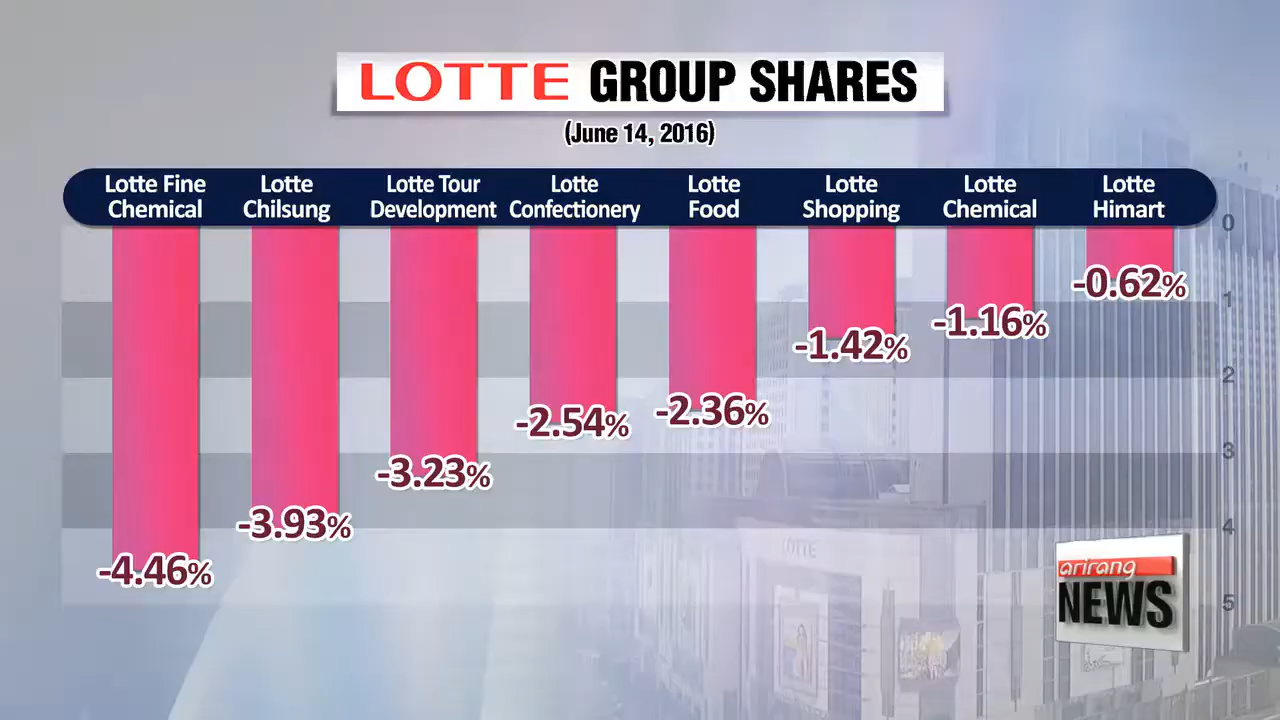 LOTTE GROUP SHARES
(June 14, 2016)
Lotte Fine
Chemical
Lotte
Chilsung
Lotte Tour
Development
Lotte
Confectionery
Lotte
Food
Lotte
Shopping
Lotte
Chemical
Lotte
Himart
0
1
2
3
4
5
-4.46%
-3.93%
-3.23%
-2.54%
-2.36%
-1.42%
-1.16%
-0.62%
LOTTE
arirang
NEWS